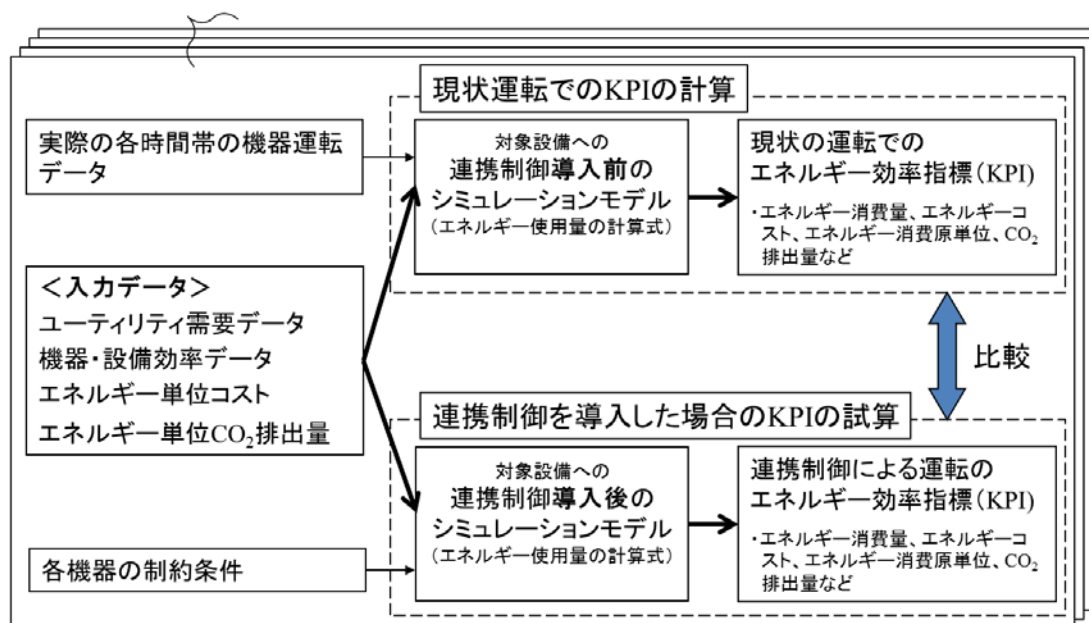 現状運転でのKPIの計算
実際の各時間帯の機器運転
データ
対象設備への
連携制御導入前の
シミュレーションモデル
(エネルギー使用量の計算式)
現状の運転での
エネルギー効率指標(KPI)
・エネルギー消費量、エネルギーコ
スト、エネルギー消費原単位、CO₂
排出量など
<入力データ>
ユーティリティ需要データ
機器・設備効率データ
エネルギー単位コスト
エネルギー単位CO₂排出量
比較
連携制御を導入した場合のKPIの試算
対象設備への
連携制御導入後の
シミュレーションモデル
(エネルギー使用量の計算式)
連携制御による運転の
エネルギー効率指標(KPI)
・エネルギー消費量、エネルギーコ
スト、エネルギー消費原単位、CO₂
排出量など
各機器の制約条件